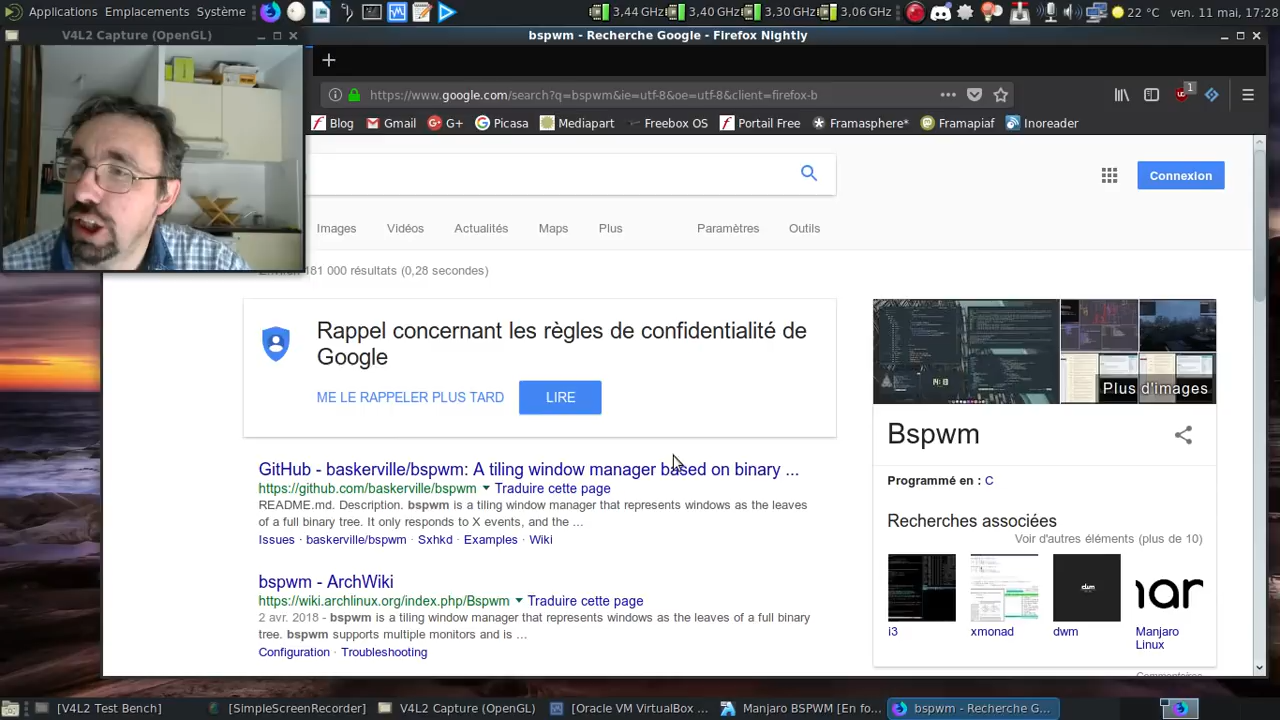 Applications Emplacements Système
3,44 GHz 3,40 GHz 3,30 GHz 3,06 GHz
22 °C ven. 11 mai, 17:28
V4L2 Capture (OpenGL)
bspwm - Recherche Google - Firefox Nightly
https://www.google.com/search?q=bspwm&ie=utf-8&oe=utf-8&client=firefox-b
1
Blog Gmail G+ Picasa Mediapart Freebox OS Portail Free Framasphere* Framapiaf Inoreader
Connexion
Images Vidéos Actualités Maps Plus Paramètres Outils
181 000 résultats (0,28 secondes)
Rappel concernant les règles de confidentialité de
Google
ME LE RAPPELER PLUS TARD LIRE
GitHub - baskerville/bspwm: A tiling window manager based on binary ...
https://github.com/baskerville/bspwm Traduire cette page
README.md. Description. bspwm is a tiling window manager that represents windows as the leaves
of a full binary tree. It only responds to X events, and the ...
Issues · baskerville/bspwm · Sxhkd · Examples · Wiki
bspwm - ArchWiki
https://wiki.archlinux.org/index.php/Bspwm Traduire cette page
2 avr. 2018 - bspwm is a tiling window manager that represents windows as the leaves of a full binary
tree. bspwm supports multiple monitors and is ...
Configuration · Troubleshooting
Plus d'images
Bspwm
Programmé en : C
Recherches associées
Voir d'autres éléments (plus de 10)
dwm
i3 xmonad dwm Manjaro
Linux
Commentaires
[V4L2 Test Bench] [SimpleScreenRecorder] V4L2 Capture (OpenGL) [Oracle VM VirtualBox ... Manjaro BSPWM [En fo... bspwm - Recherche G...